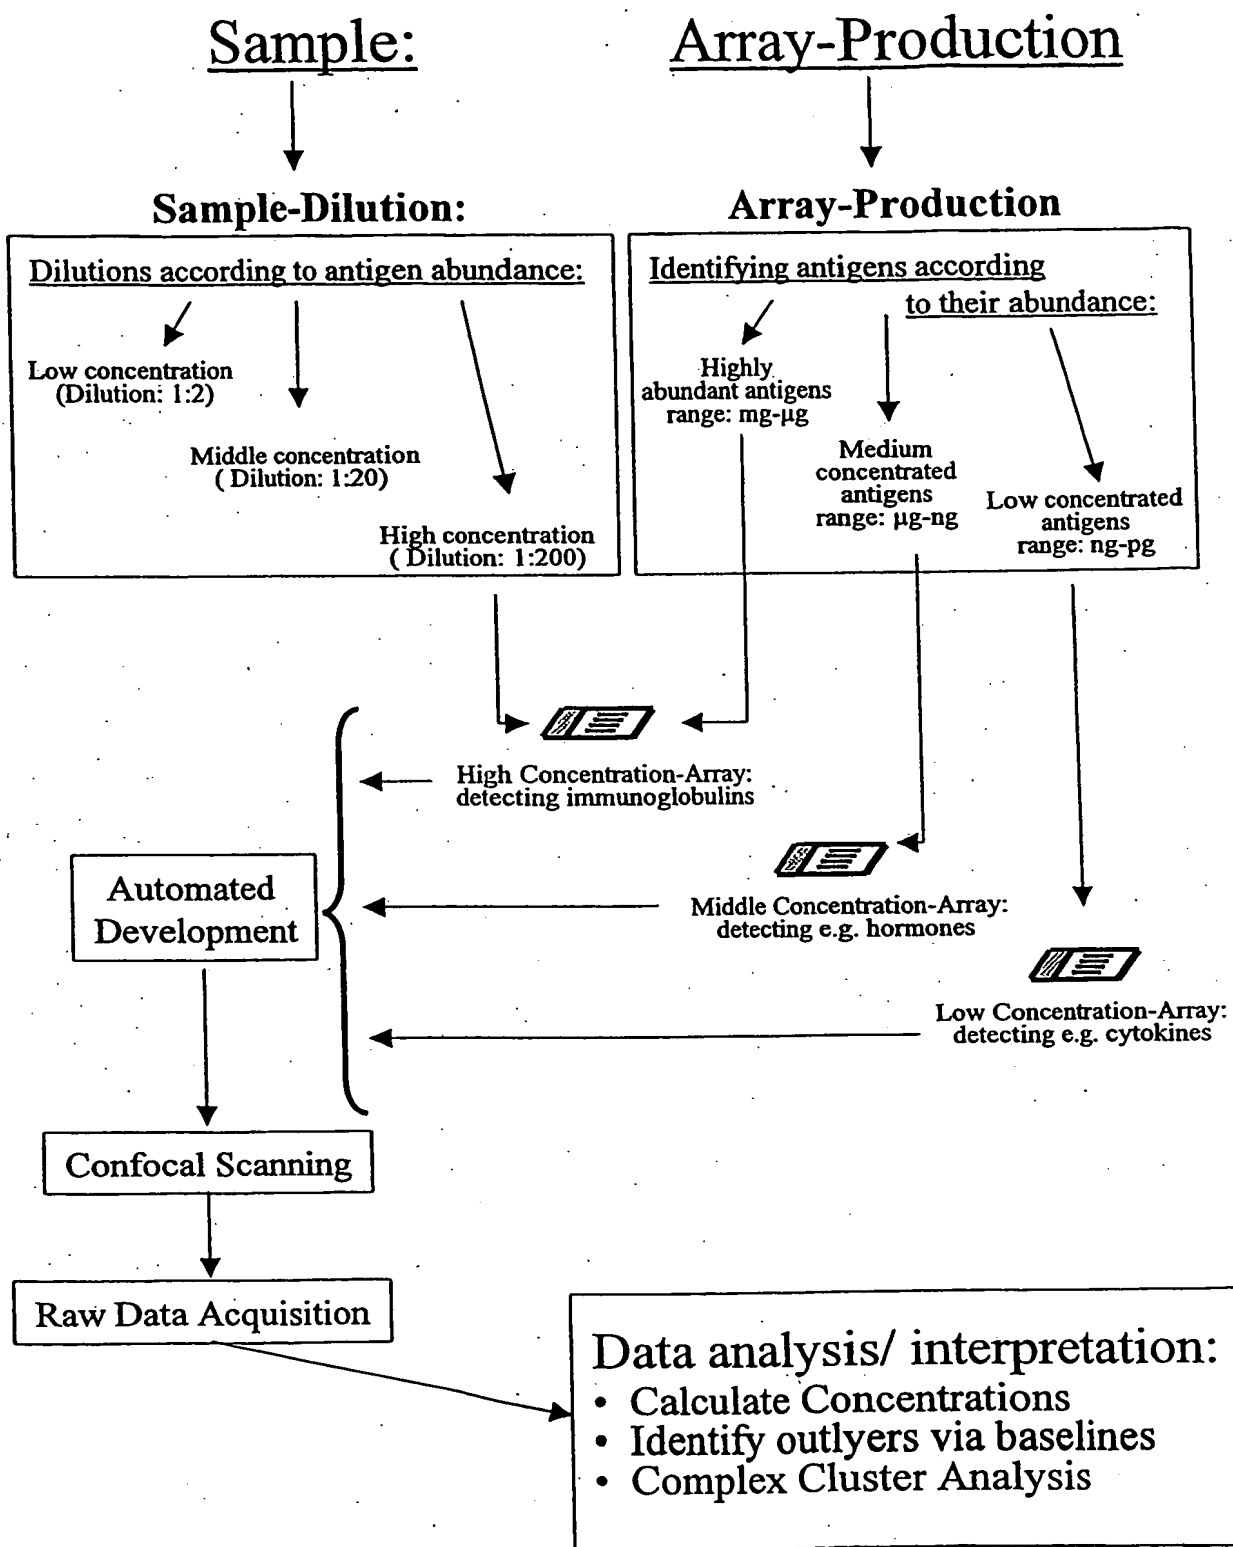 Sample:
Array-Production
Sample-Dilution:
Array-Production
Dilutions according to antigen abundance:
Low concentration
(Dilution: 1:2)
Middle concentration
( Dilution: 1:20)
High concentration
( Dilution: 1:200)
Identifying antigens according
to their abundance:
Highly
abundant antigens
range: mg-µg
Medium
concentrated
antigens
range: µg-ng
Low concentrated
antigens
range: ng-pg
High Concentration-Array:
detecting immunoglobulins
Middle Concentration-Array:
detecting e.g. hormones
Low Concentration-Array:
detecting e.g. cytokines
Automated
Development
Confocal Scanning
Raw Data Acquisition
Data analysis/ interpretation:
• Calculate Concentrations
• Identify outlyers via baselines
• Complex Cluster Analysis